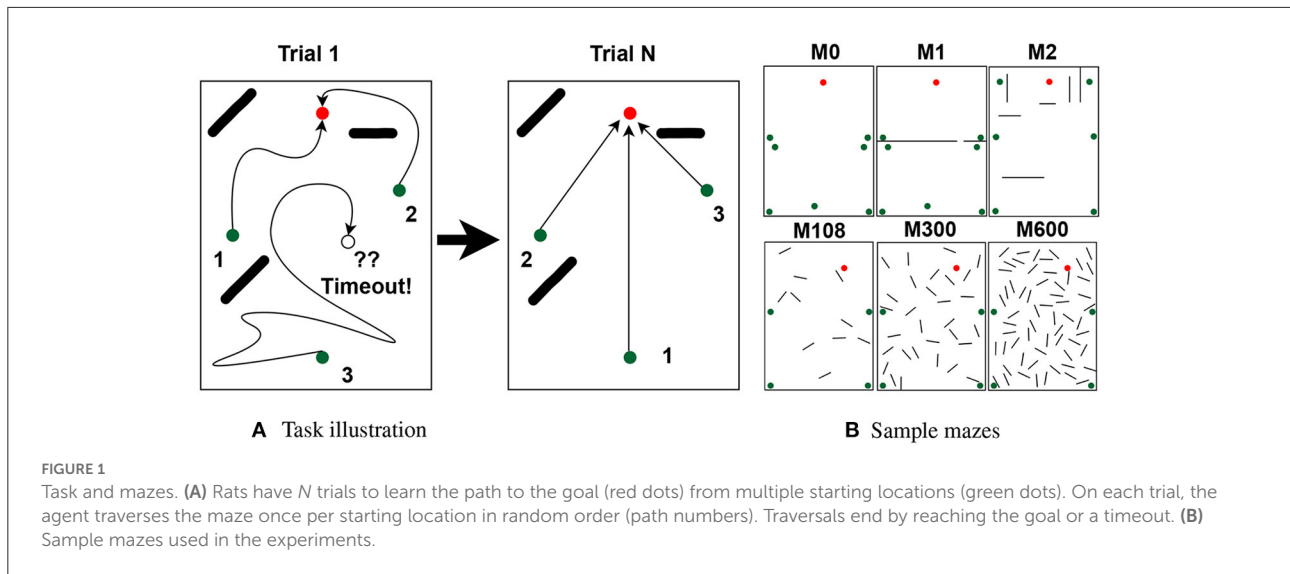 Trial 1
1
2
??
Timeout!
3
A Task illustration
Trial N
2
3
1
M0
M1
M2
M108
M300
M600
B Sample mazes
FIGURE 1
Task and mazes. (A) Rats have N trials to learn the path to the goal (red dots) from multiple starting locations (green dots). On each trial, the
agent traverses the maze once per starting location in random order (path numbers). Traversals end by reaching the goal or a timeout. (B)
Sample mazes used in the experiments.